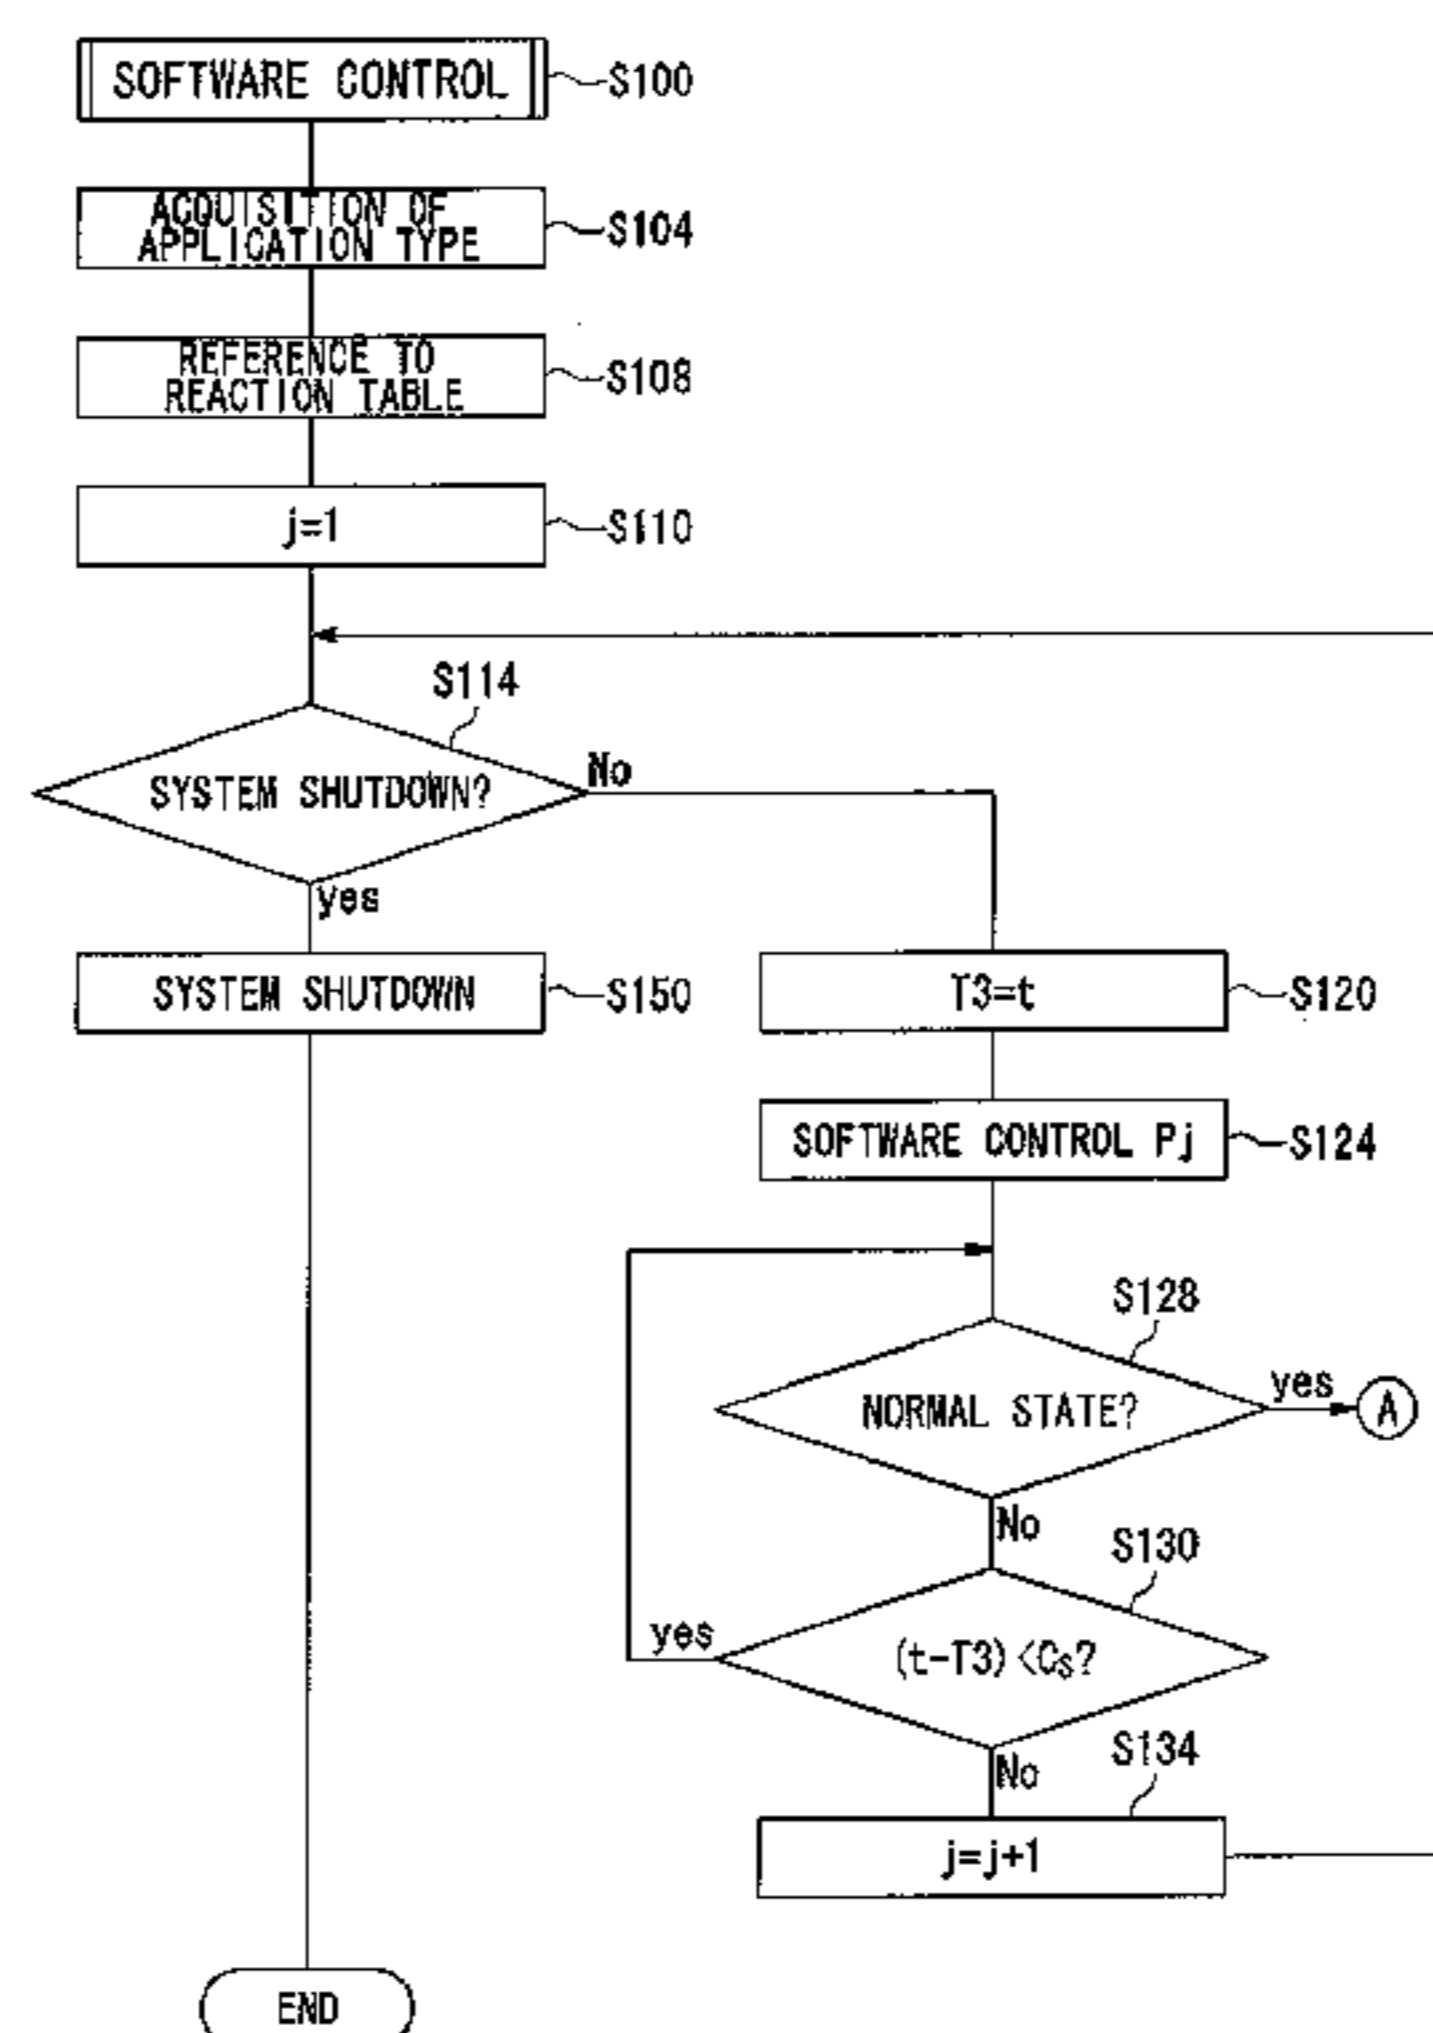 SOFTWARE CONTROL
S100
ACQUISITION OF
APPLICATION TYPE
S104
REFERENCE TO
REACTION TABLE
S108
j=1
S110
S114
SYSTEM SHUTDOWN?
No
yes
SYSTEM SHUTDOWN
S150
T3=t
S120
SOFTWARE CONTROL Pj
S124
S128
NORMAL STATE?
yes
A
No
S130
(t-T3)<Cs?
yes
No
S134
j=j+1
END